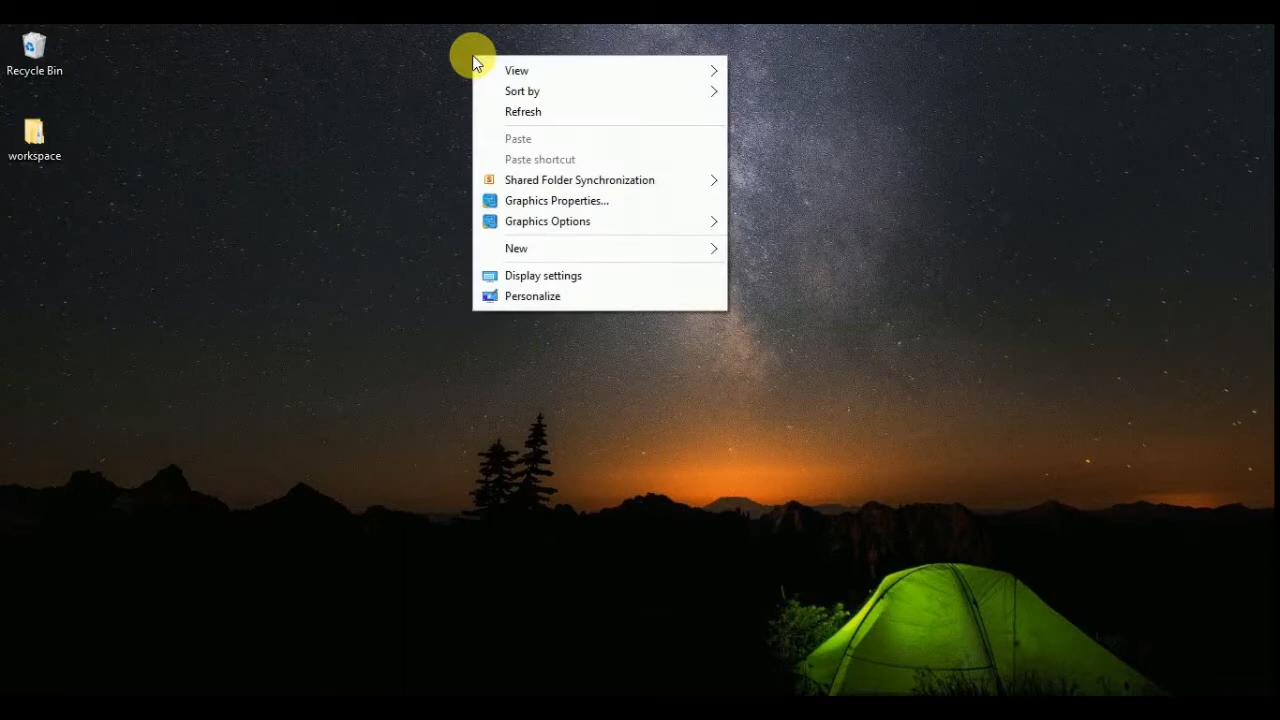 Recycle Bin
workspace
View
Sort by
Refresh
Paste
Paste shortcut
Shared Folder Synchronization
Graphics Properties...
Graphics Options
New
Display settings
Personalize